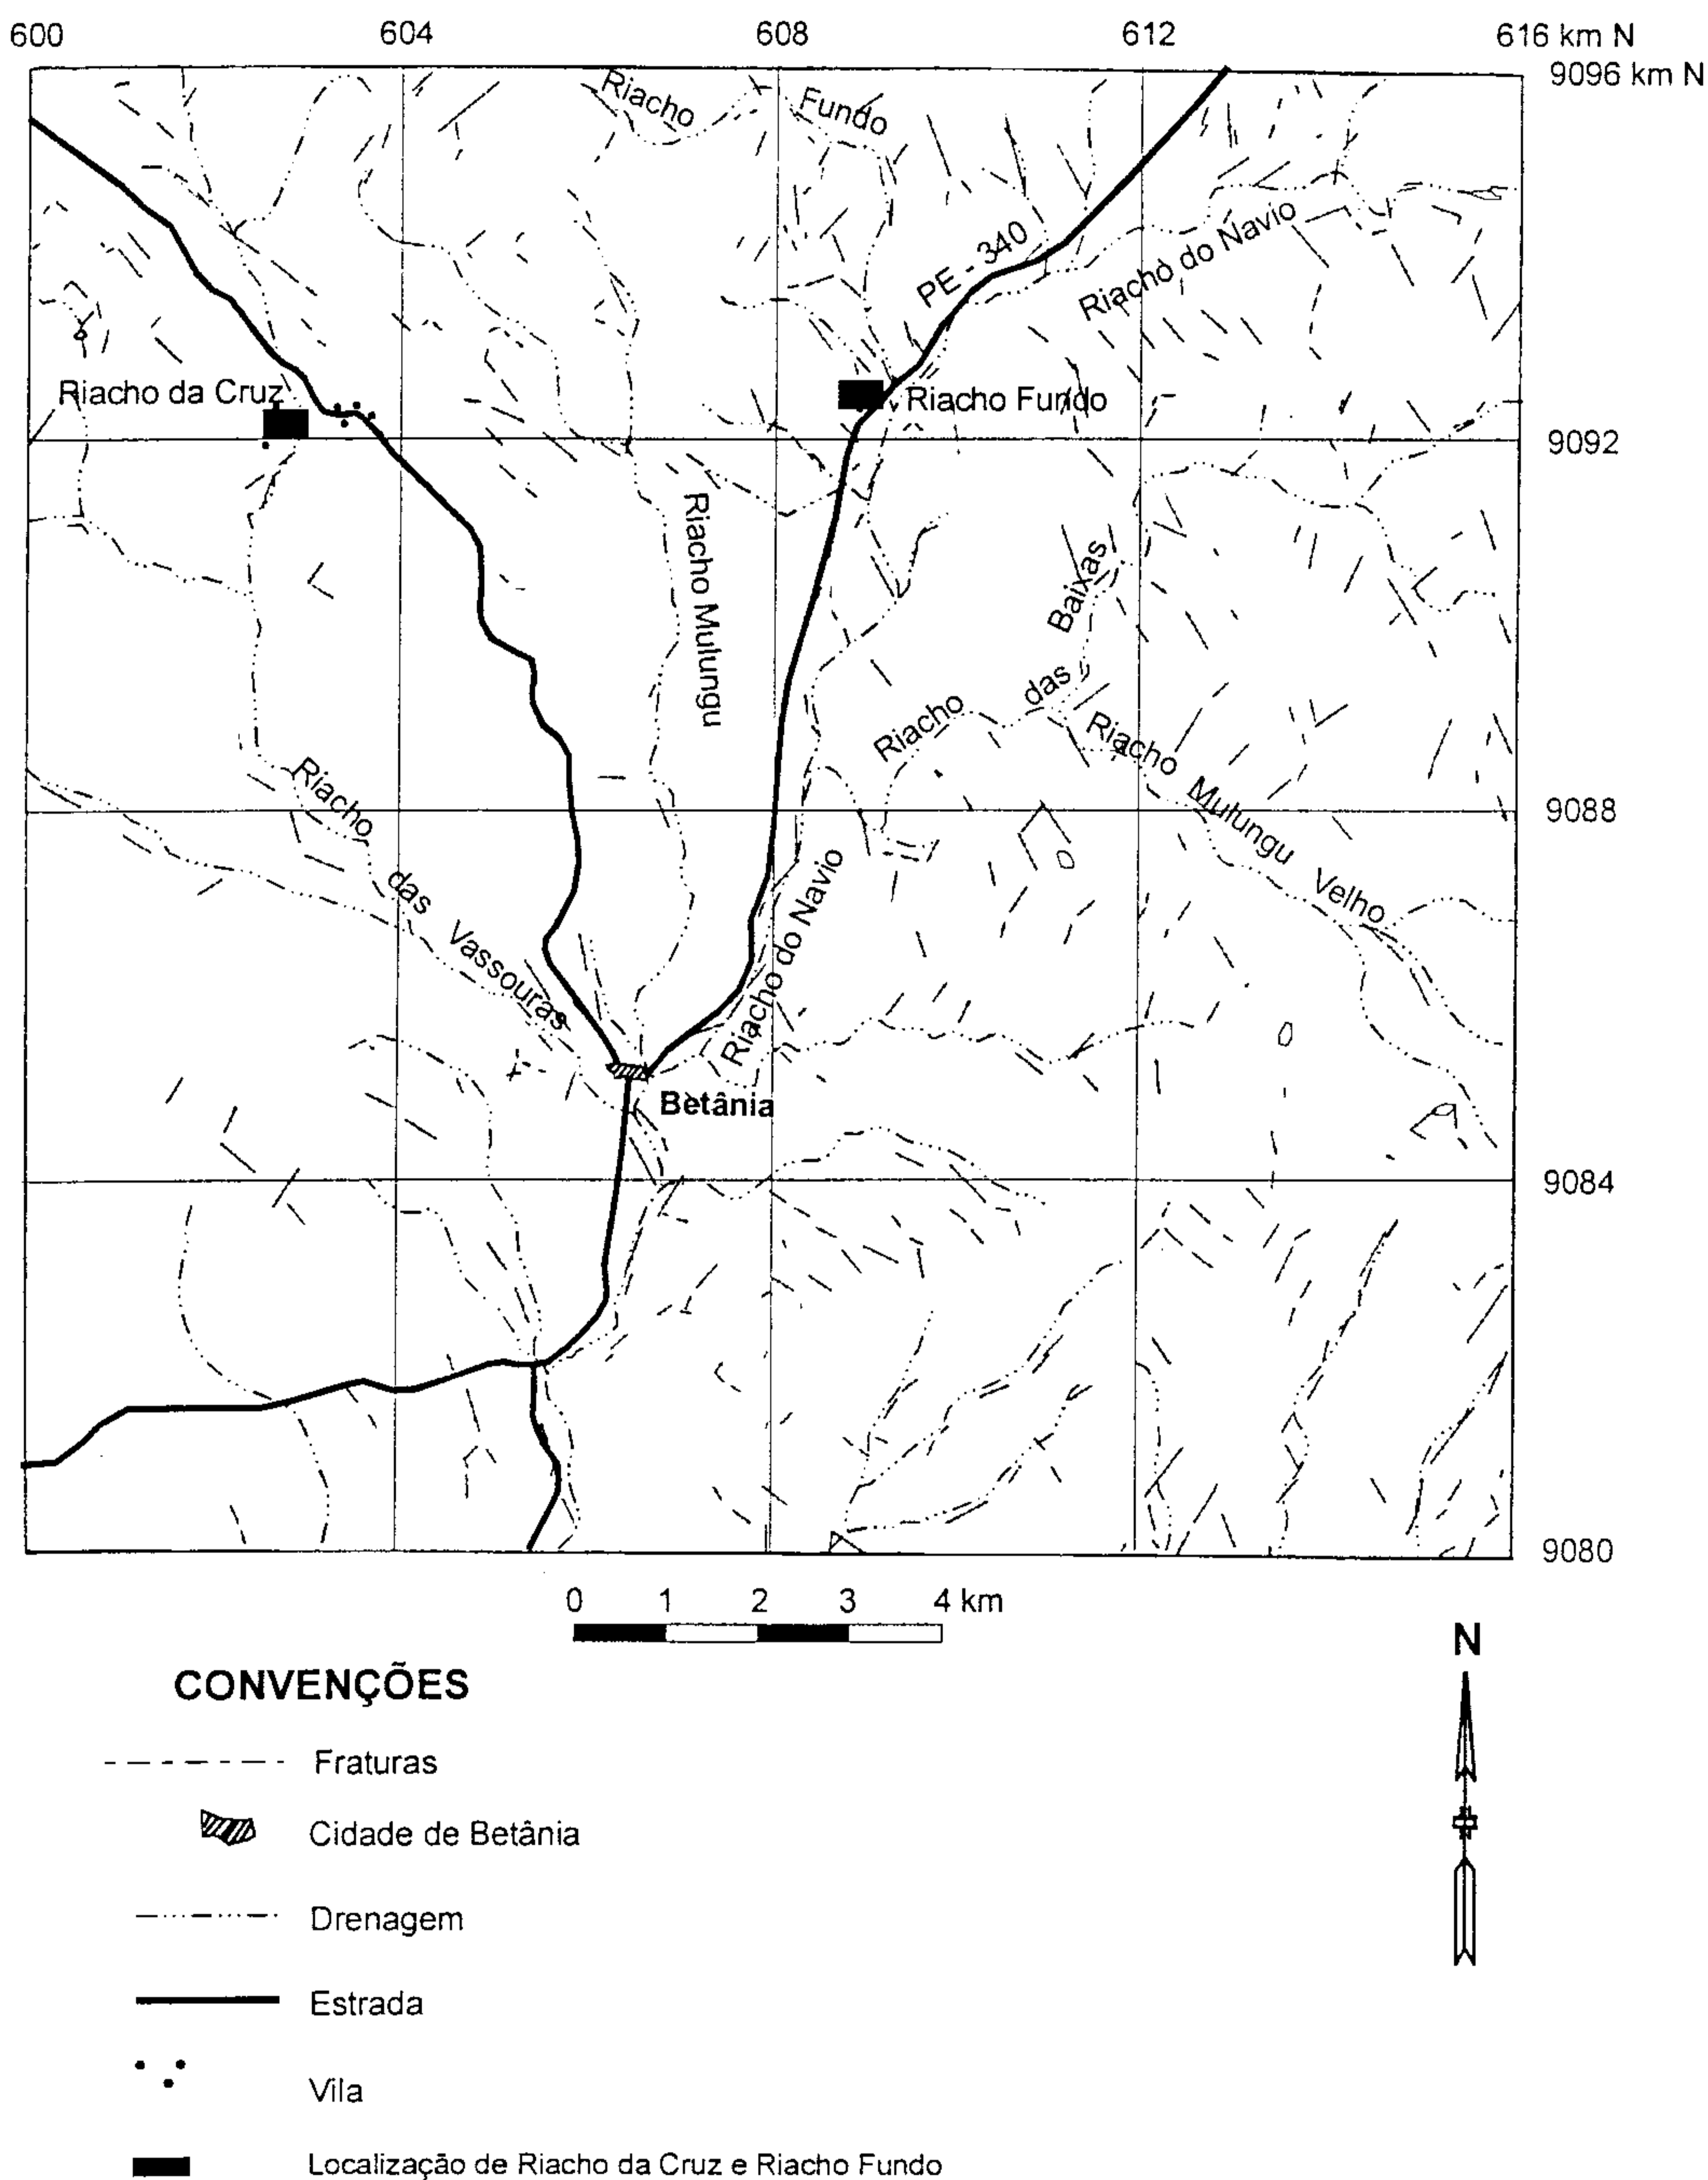 600 604 608 612 616 km N
9096 km N
Riacho Fundo
PE - 340
Riacho do Navio
Riacho da Cruz
Riacho Fundo
9092
Riacho Mulungu
Riacho das Baixas
Riacho Mulungu Velho
Riacho das Vassouras
9088
Riacho do Navio
Betânia
9084
9080
0 1 2 3 4 km
N
CONVENÇÕES
Fraturas
Cidade de Betânia
Drenagem
Estrada
Vila
Localização de Riacho da Cruz e Riacho Fundo